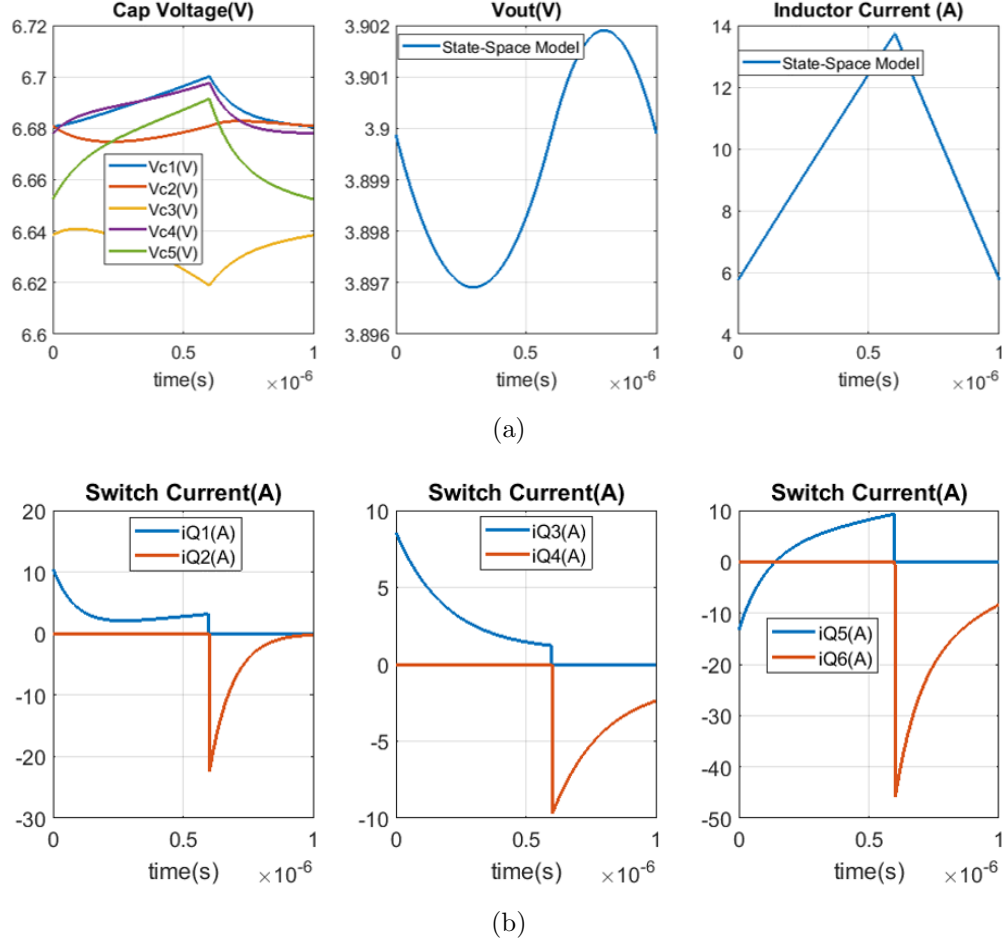 Cap Voltage(V)
6.72
6.7
6.68
6.66
6.64
6.62
6.6
Vc1(V)
Vc2(V)
Vc3(V)
Vc4(V)
Vc5(V)
0 0.5 1
time(s) ×10⁻⁶
Vout(V)
3.902
3.901
3.9
3.899
3.898
3.897
3.896
State-Space Model
0 0.5 1
time(s) ×10⁻⁶
Inductor Current (A)
14
12
10
8
6
4
State-Space Model
0 0.5 1
time(s) ×10⁻⁶
(a)
Switch Current(A)
20
10
0
-10
-20
-30
iQ1(A)
iQ2(A)
0 0.5 1
time(s) ×10⁻⁶
Switch Current(A)
10
5
0
-5
-10
iQ3(A)
iQ4(A)
0 0.5 1
time(s) ×10⁻⁶
Switch Current(A)
10
0
-10
-20
-30
-40
-50
iQ5(A)
iQ6(A)
0 0.5 1
time(s) ×10⁻⁶
(b)